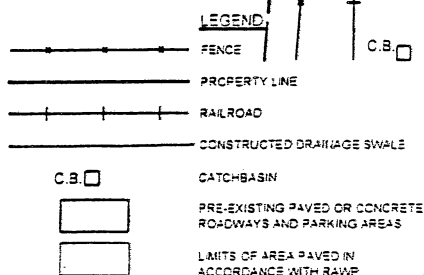 LEGEND
C.B.
FENCE
PROPERTY LINE
RAILROAD
CONSTRUCTED DRAINAGE SWALE
C.B.
CATCHBASIN
PRE-EXISTING PAVED OR CONCRETE
ROADWAYS AND PARKING AREAS
LIMITS OF AREA PAVED IN
ACCORDANCE WITH RAWP